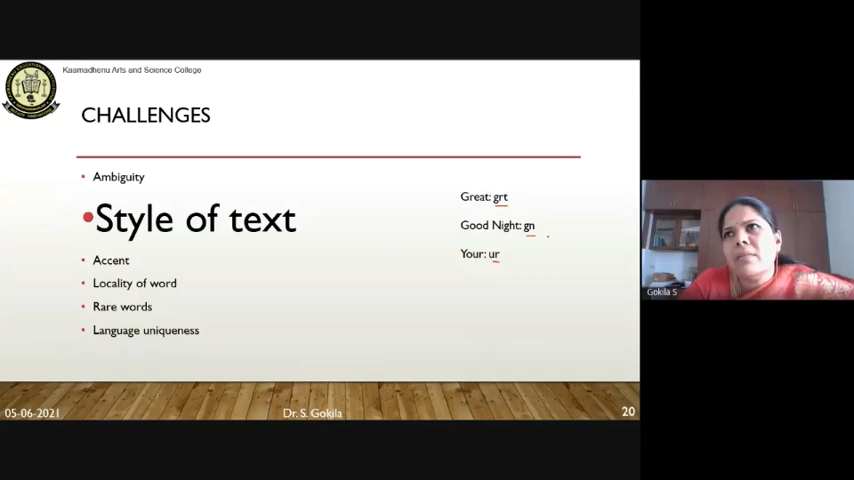 Kaamadhenu Arts and Science College
CHALLENGES
• Ambiguity
•Style of text
• Accent
• Locality of word
• Rare words
• Language uniqueness
Great: grt
Good Night: gn
Your: ur
05-06-2021
Dr. S. Gokila
20
Gokila S